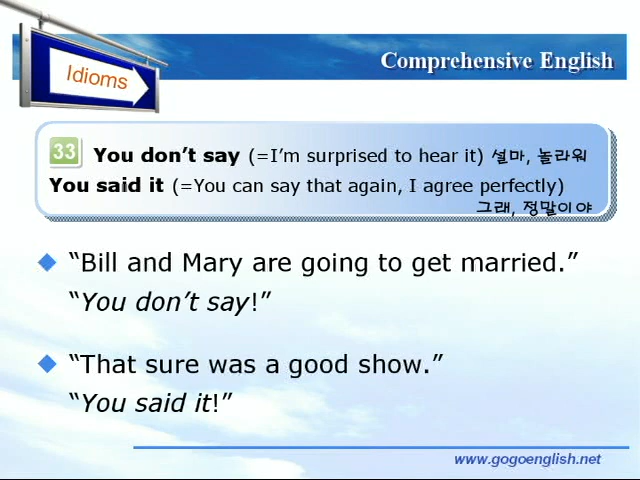 Idioms
Comprehensive English
33 You don’t say (=I’m surprised to hear it) 설마, 놀라워
You said it (=You can say that again, I agree perfectly)
그래, 정말이야
“Bill and Mary are going to get married.”
“You don’t say!”
“That sure was a good show.”
“You said it!”
www.gogoenglish.net